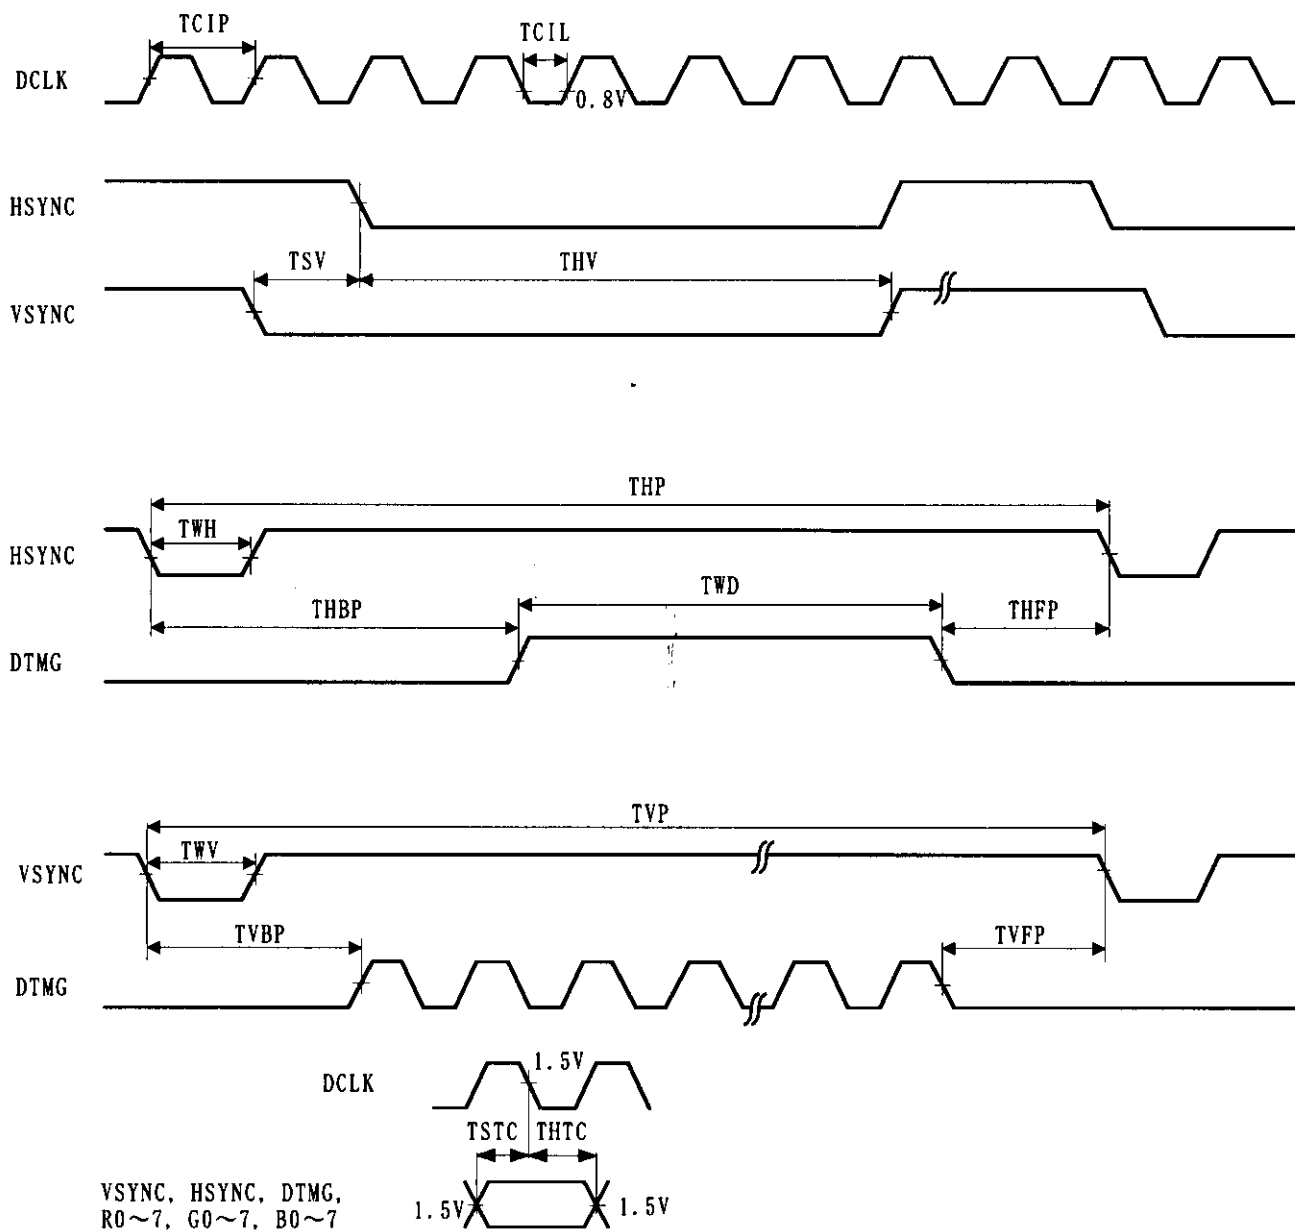 TCIP TCIL
DCLK
0.8V
HSYNC
TSV THV
VSYNC
THP
TWH
HSYNC
TWD
THBP THFP
DTMG
TVP
TWV
VSYNC
TVBP TVFP
DTMG
1.5V
DCLK
TSTC THTC
VSYNC, HSYNC, DTMG,
1.5V 1.5V
R0~7, G0~7, B0~7